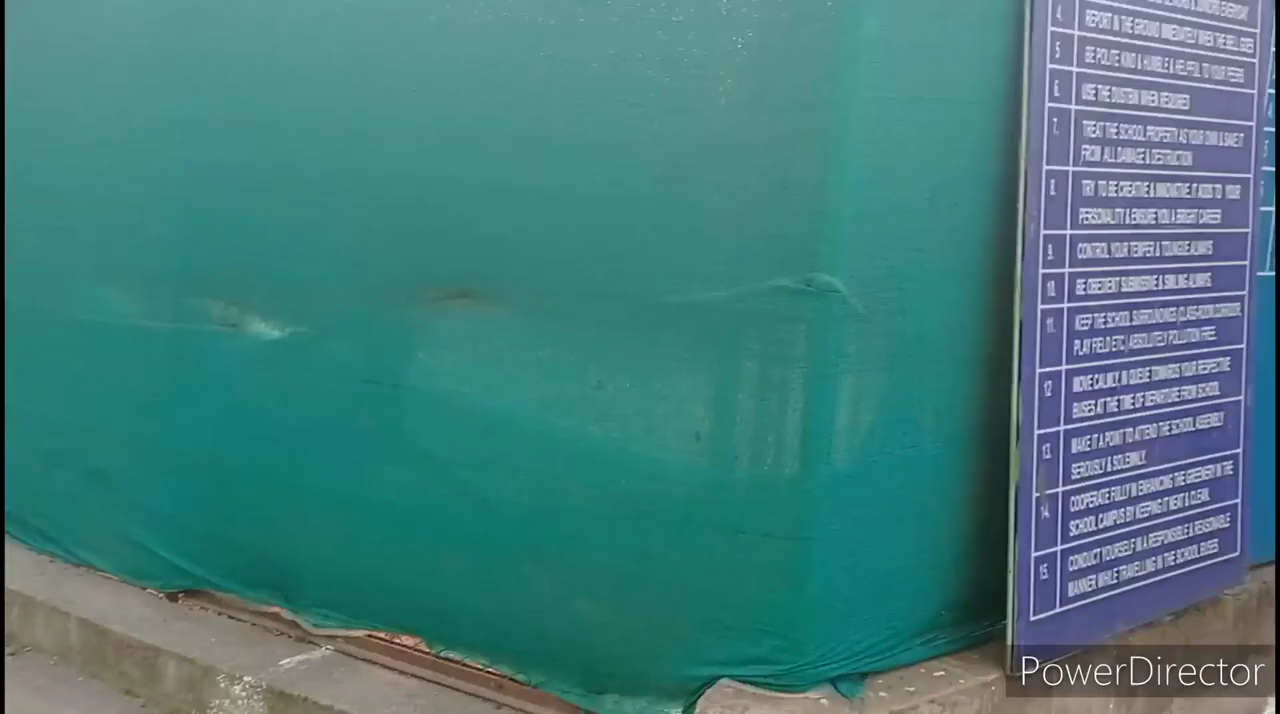 & JUNIORS EVERYDAY
4. REPORT IN THE GROUND IMMEDIATELY WHEN THE BELL GOES
5 BE POLITE KIND & HUMBLE & HELPFUL TO YOUR PEERS
6. USE THE DUSTBIN WHEN REQUIRED
7. TREAT THE SCHOOL PROPERTY AS YOUR OWN & SAVE IT
FROM ALL DAMAGE & DESTRUCTION
8. TRY TO BE CREATIVE & INNOVATIVE. IT ADDS TO YOUR
PERSONALITY & ENSURE YOU A BRIGHT CAREER
9. CONTROL YOUR TEMPER & TOUNGUE ALWAYS
10. BE OBEDIENT SUBMISSIVE & SMILING ALWAYS.
11. KEEP THE SCHOOL SURROUNDINGS (CLASS-ROOM, CORRIDOR,
PLAY FIELD ETC.) ABSOLUTELY POLLUTION FREE.
12 MOVE CALMLY, IN QUEUE TOWARDS YOUR RESPECTIVE
BUSES AT THE TIME OF DEPARTURE FROM SCHOOL
13. MAKE IT A POINT TO ATTEND THE SCHOOL ASSEMBLY
SEROUSLY & SOLEMNLY.
14. COOPERATE FULLY IN ENHANCING THE GREENERY IN THE
SCHOOL CAMPUS BY KEEPING IT NEAT & CLEAN.
15. CONDUCT YOURSELF IN A RESPONSIBLE & REASONABLE
MANNER WHILE TRAVELLING IN THE SCHOOL BUSES
PowerDirector